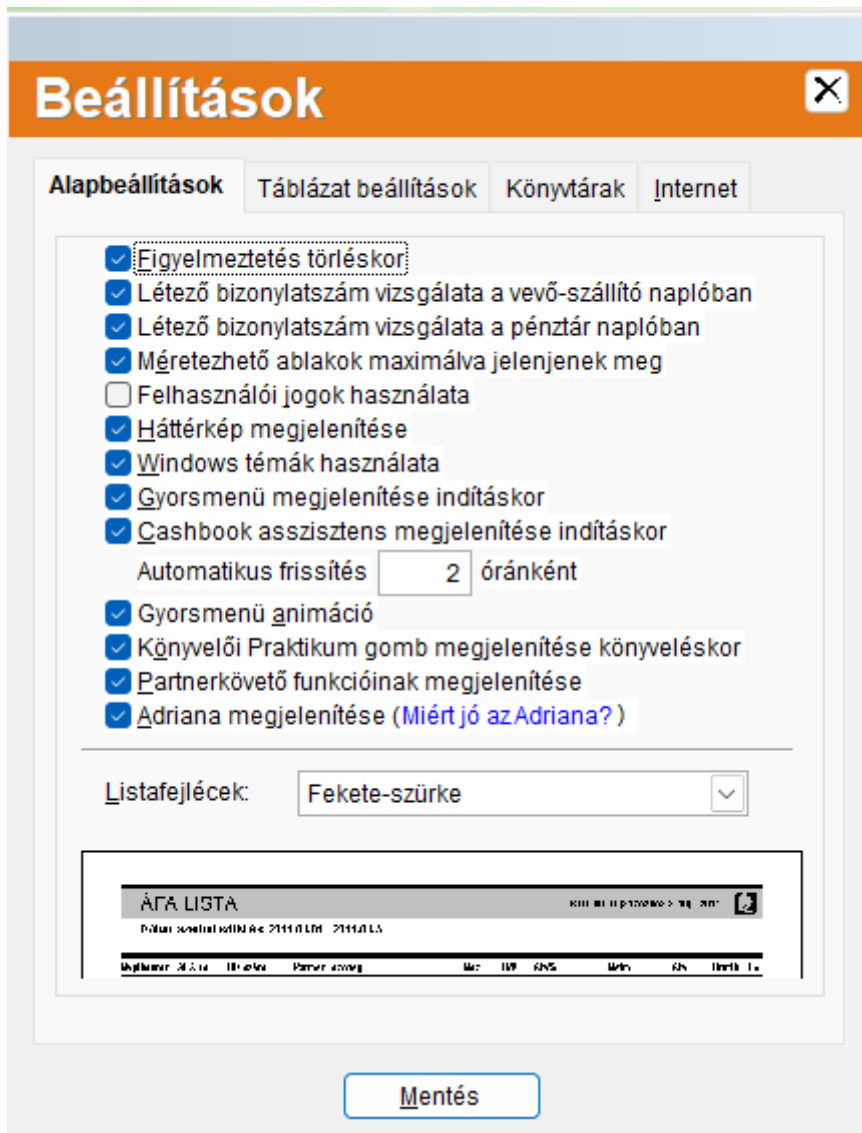 Beállítások
Alapbeállítások Táblázat beállítások Könyvtárak Internet
Figyelmeztetés törléskor
Létező bizonylatszám vizsgálata a vevő-szállító naplóban
Létező bizonylatszám vizsgálata a pénztár naplóban
Méretezhető ablakok maximálva jelenjenek meg
Felhasználói jogok használata
Háttérkép megjelenítése
Windows témák használata
Gyorsmenü megjelenítése indításkor
Cashbook asszisztens megjelenítése indításkor
Automatikus frissítés 2 óránként
Gyorsmenü animáció
Könyvelői Praktikum gomb megjelenítése könyveléskor
Partnerkövető funkcióinak megjelenítése
Adriana megjelenítése (Miért jó az Adriana? )
Listafejlécek: Fekete-szürke
ÁFA LISTA
Mentés